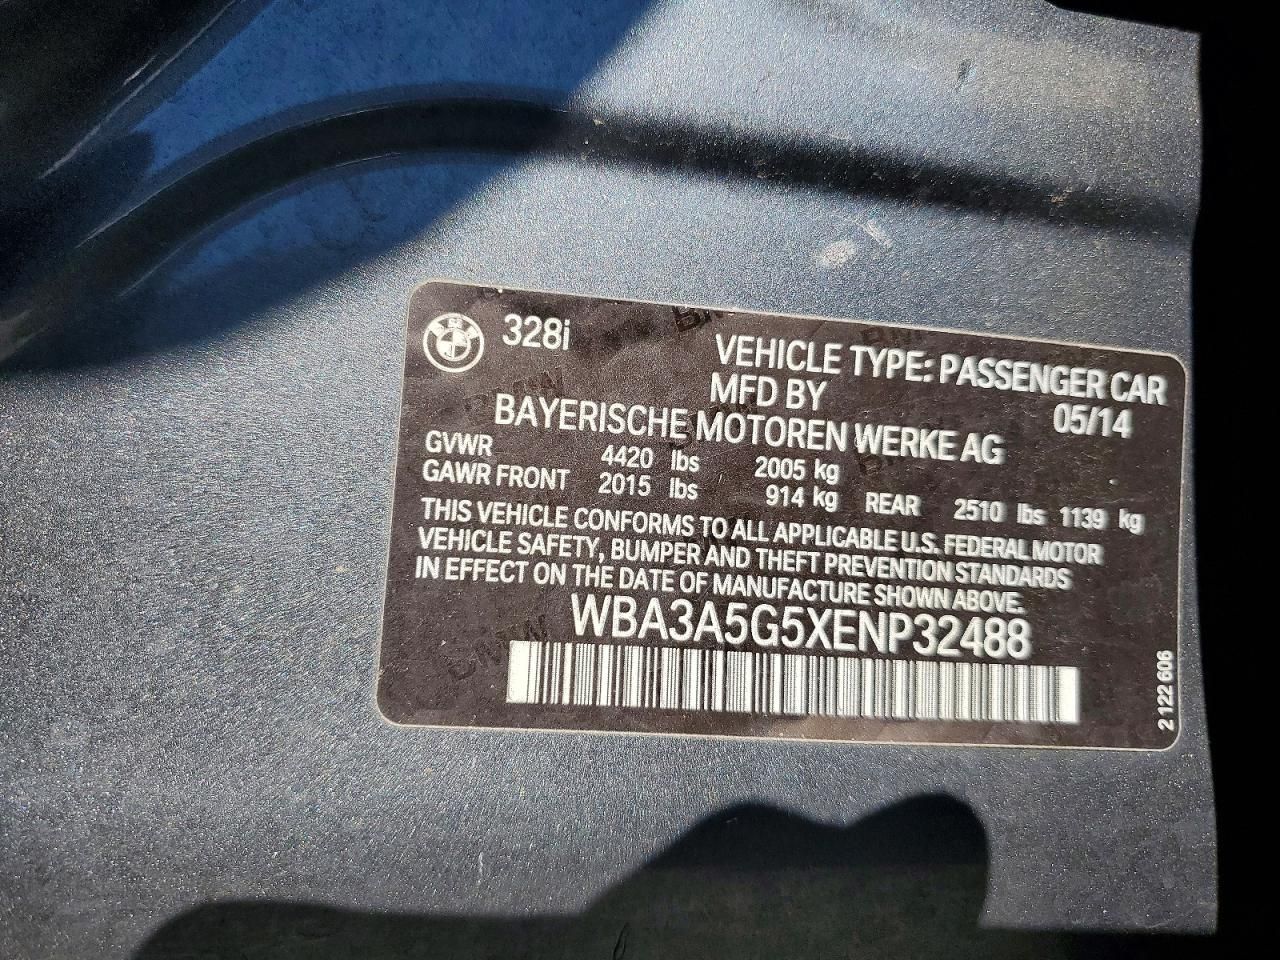 328i
VEHICLE TYPE: PASSENGER CAR
MFD BY 05/14
BAYERISCHE MOTOREN WERKE AG
GVWR 4420 lbs 2005 kg
GAWR FRONT 2015 lbs 914 kg REAR 2510 lbs 1139 kg
THIS VEHICLE CONFORMS TO ALL APPLICABLE U.S. FEDERAL MOTOR
VEHICLE SAFETY, BUMPER AND THEFT PREVENTION STANDARDS
IN EFFECT ON THE DATE OF MANUFACTURE SHOWN ABOVE.
WBA3A5G5XENP32488
2 122 606